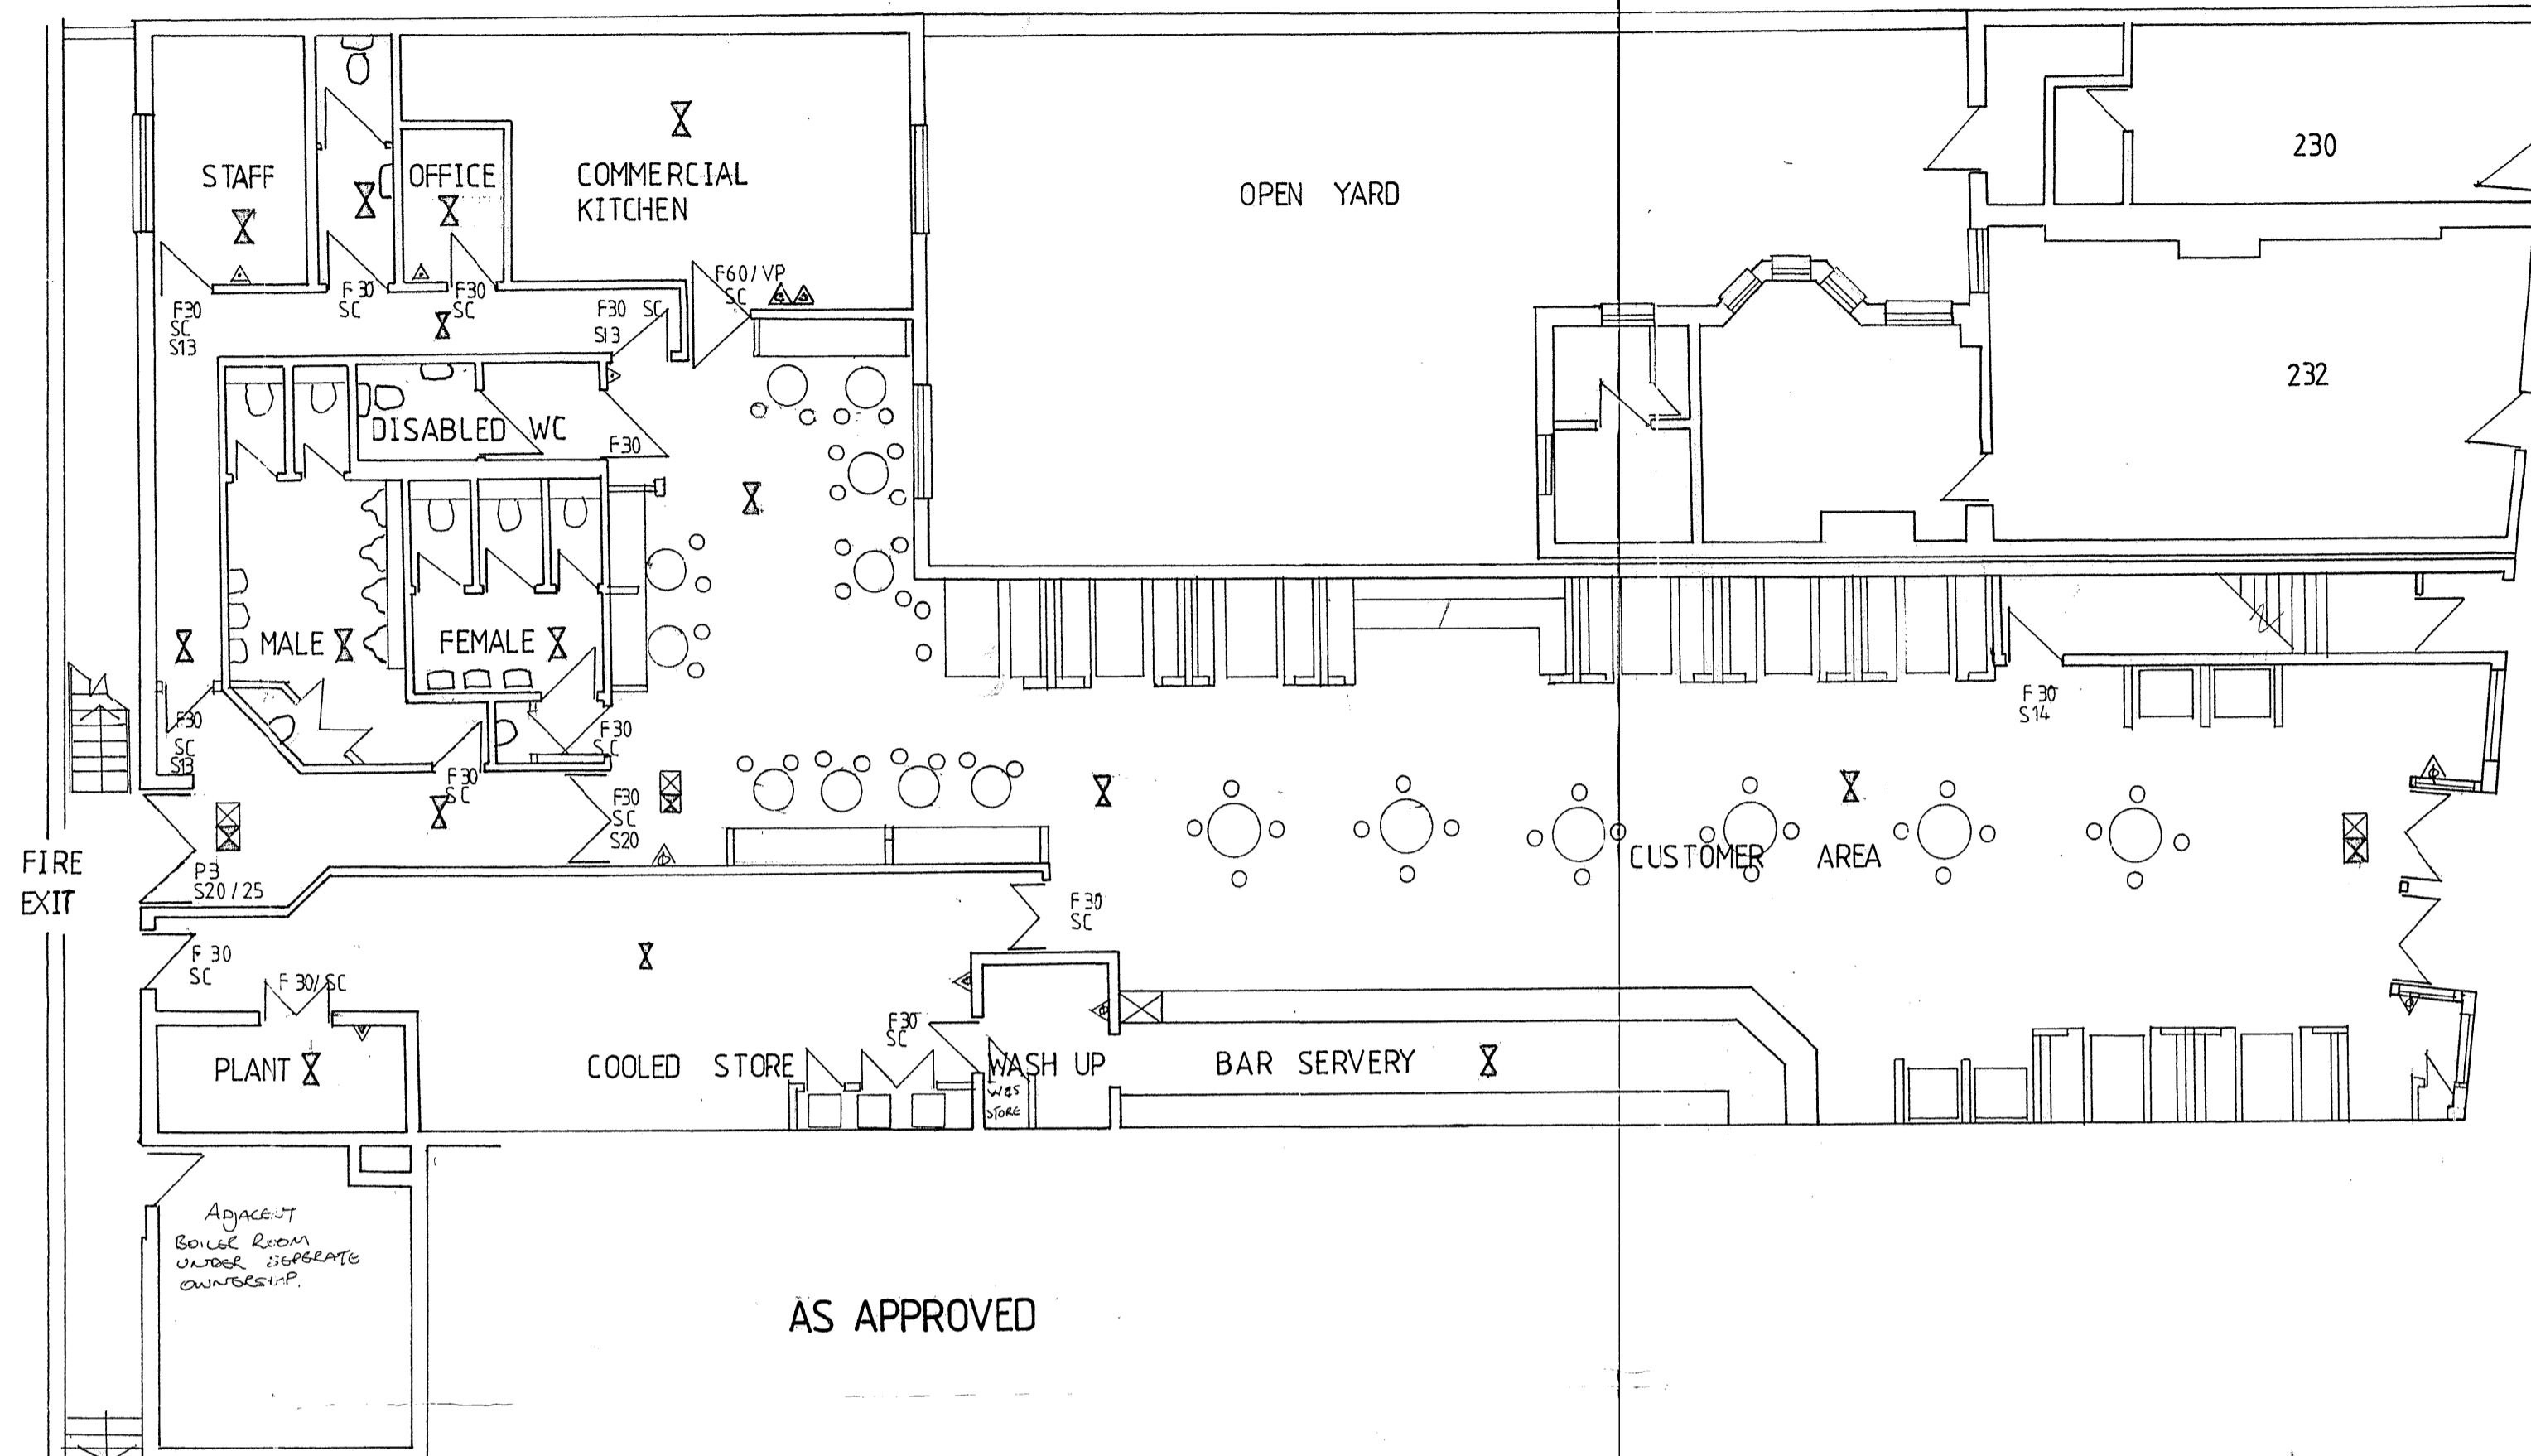 STAFF
OFFICE
COMMERCIAL
KITCHEN
OPEN YARD
230
232
F30
SC
S13
F30
SC
F30
SC
F30 SC
S13
F60/VP
SC
DISABLED WC
F30
MALE
FEMALE
F30
SC
S13
F30
SC
F30
SC
F30
SC
S20
F30
S14
FIRE
EXIT
P3
S20/25
CUSTOMER AREA
F30
SC
F30
SC
F30/SC
F30
SC
PLANT
COOLED STORE
WASH UP
STORE
BAR SERVERY
ADJACENT
BOILER ROOM
UNDER SEPERATE
OWNERSHIP.
AS APPROVED